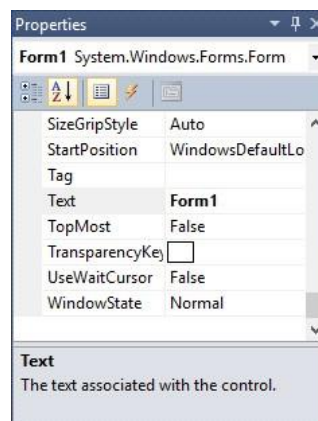 Properties
Form1 System.Windows.Forms.Form
SizeGripStyle Auto
StartPosition WindowsDefaultLo
Tag
Text Form1
TopMost False
TransparencyKey
UseWaitCursor False
WindowState Normal
Text
The text associated with the control.